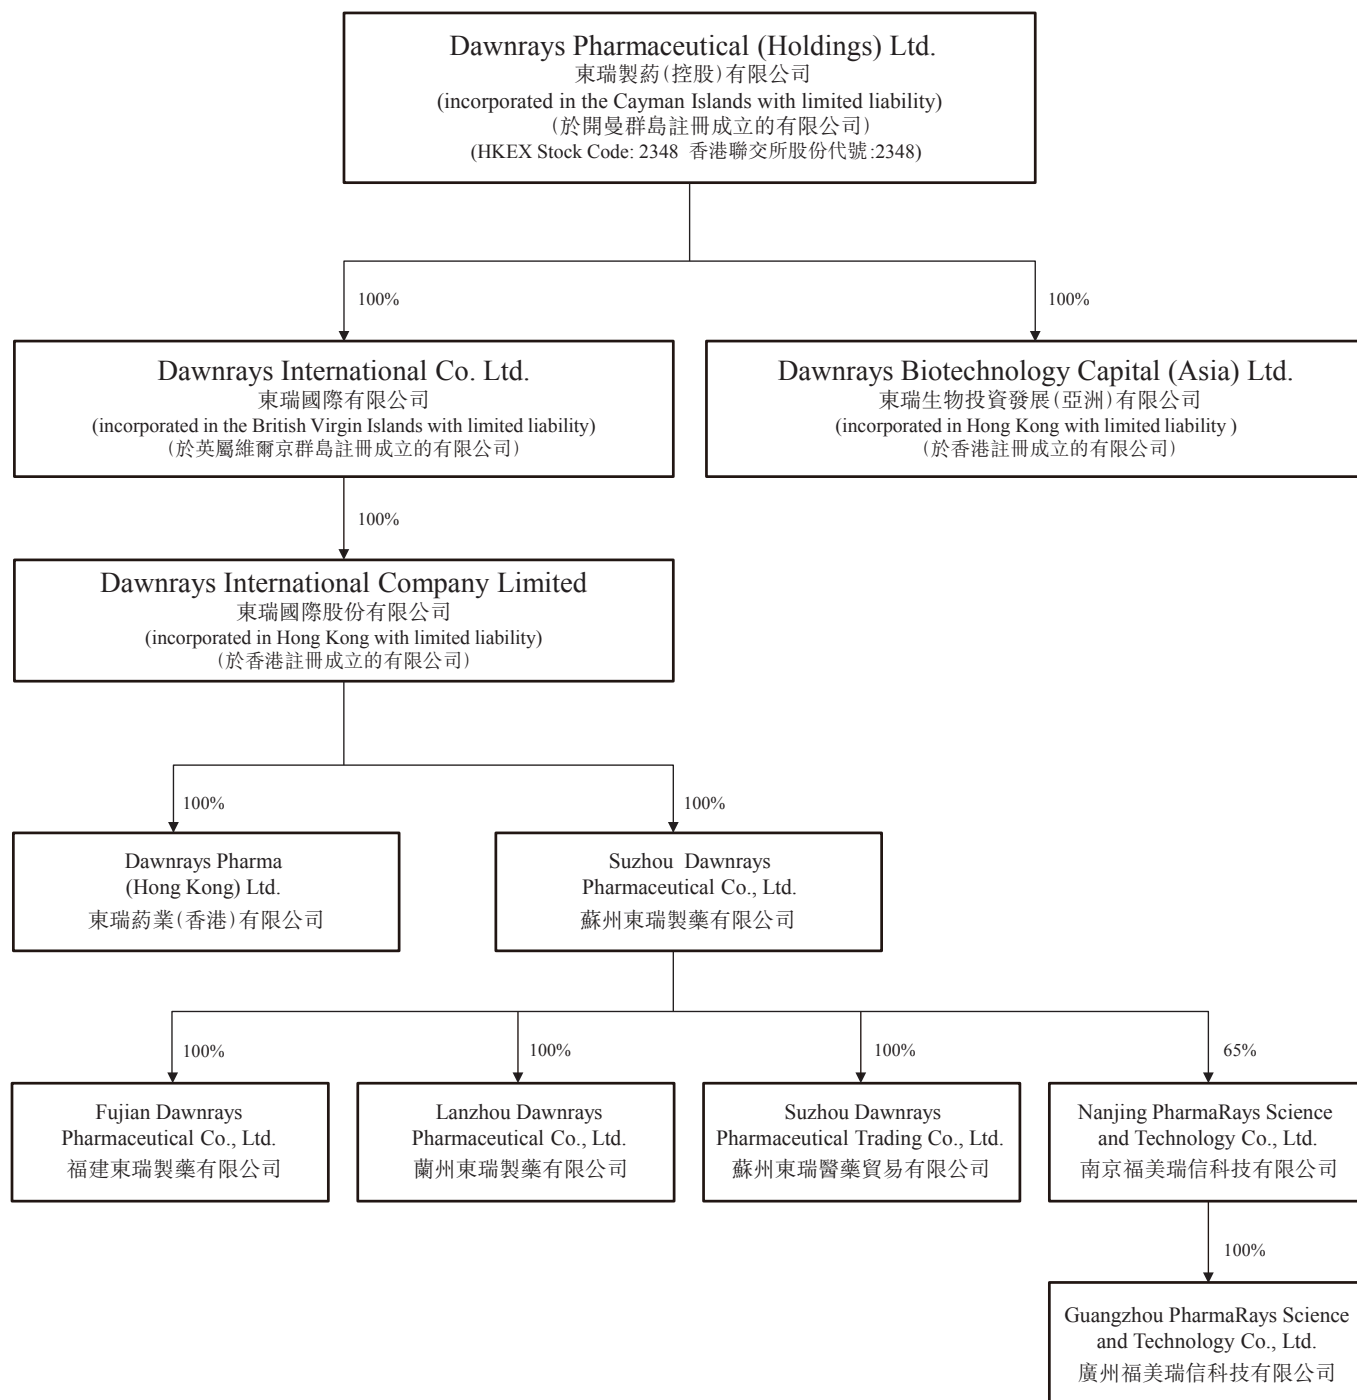 Dawnrays Pharmaceutical (Holdings) Ltd.
東瑞製葯(控股)有限公司
(incorporated in the Cayman Islands with limited liability)
(於開曼群島註冊成立的有限公司)
(HKEX Stock Code: 2348 香港聯交所股份代號:2348)
100%
100%
Dawnrays International Co. Ltd.
東瑞國際有限公司
(incorporated in the British Virgin Islands with limited liability)
(於英屬維爾京群島註冊成立的有限公司)
Dawnrays Biotechnology Capital (Asia) Ltd.
東瑞生物投資發展(亞洲)有限公司
(incorporated in Hong Kong with limited liability )
(於香港註冊成立的有限公司)
100%
Dawnrays International Company Limited
東瑞國際股份有限公司
(incorporated in Hong Kong with limited liability)
(於香港註冊成立的有限公司)
100%
100%
Dawnrays Pharma
(Hong Kong) Ltd.
東瑞葯業(香港)有限公司
Suzhou Dawnrays
Pharmaceutical Co., Ltd.
蘇州東瑞製藥有限公司
100%
100%
100%
65%
Fujian Dawnrays
Pharmaceutical Co., Ltd.
福建東瑞製藥有限公司
Lanzhou Dawnrays
Pharmaceutical Co., Ltd.
蘭州東瑞製藥有限公司
Suzhou Dawnrays
Pharmaceutical Trading Co., Ltd.
蘇州東瑞醫藥貿易有限公司
Nanjing PharmaRays Science
and Technology Co., Ltd.
南京福美瑞信科技有限公司
100%
Guangzhou PharmaRays Science
and Technology Co., Ltd.
廣州福美瑞信科技有限公司